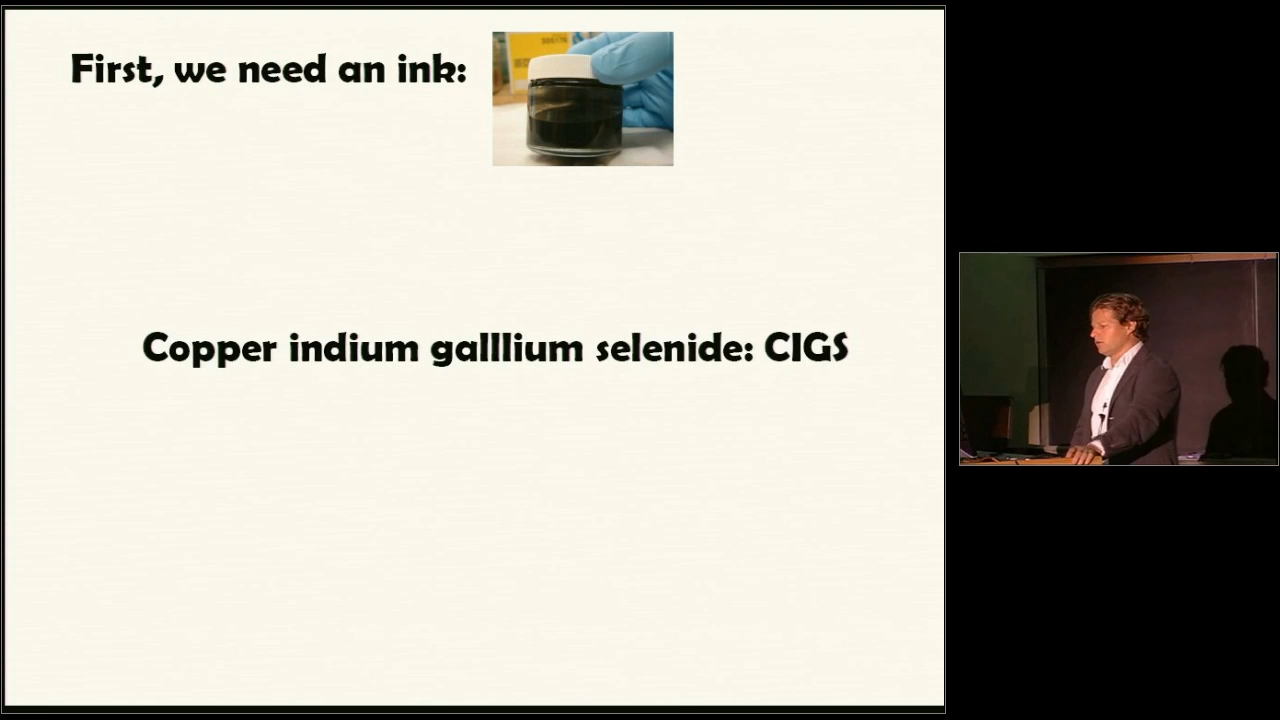 First, we need an ink:
Copper indium galllium selenide: CIGS